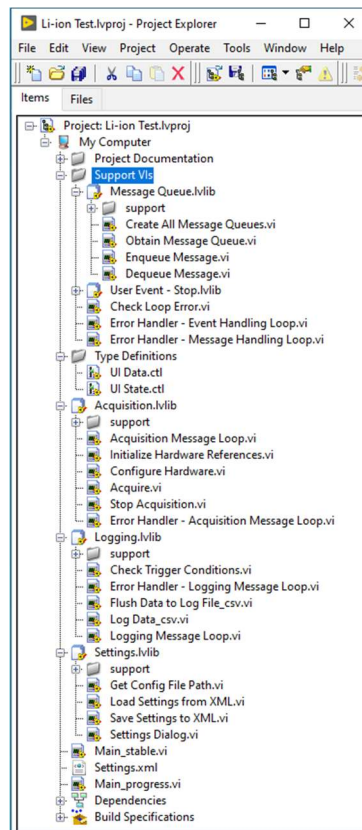 Li-ion Test.lvproj - Project Explorer
File Edit View Project Operate Tools Window Help
Items Files
Project: Li-ion Test.lvproj
My Computer
Project Documentation
Support VIs
Message Queue.lvlib
support
Create All Message Queues.vi
Obtain Message Queue.vi
Enqueue Message.vi
Dequeue Message.vi
User Event - Stop.lvlib
Check Loop Error.vi
Error Handler - Event Handling Loop.vi
Error Handler - Message Handling Loop.vi
Type Definitions
UI Data.ctl
UI State.ctl
Acquisition.lvlib
support
Acquisition Message Loop.vi
Initialize Hardware References.vi
Configure Hardware.vi
Acquire.vi
Stop Acquisition.vi
Error Handler - Acquisition Message Loop.vi
Logging.lvlib
support
Check Trigger Conditions.vi
Error Handler - Logging Message Loop.vi
Flush Data to Log File_csv.vi
Log Data_csv.vi
Logging Message Loop.vi
Settings.lvlib
support
Get Config File Path.vi
Load Settings from XML.vi
Save Settings to XML.vi
Settings Dialog.vi
Main_stable.vi
Settings.xml
Main_progress.vi
Dependencies
Build Specifications